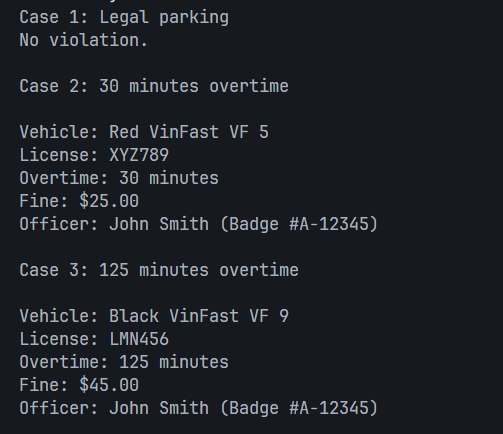 Case 1: Legal parking
No violation.
Case 2: 30 minutes overtime
Vehicle: Red VinFast VF 5
License: XYZ789
Overtime: 30 minutes
Fine: $25.00
Officer: John Smith (Badge #A-12345)
Case 3: 125 minutes overtime
Vehicle: Black VinFast VF 9
License: LMN456
Overtime: 125 minutes
Fine: $45.00
Officer: John Smith (Badge #A-12345)